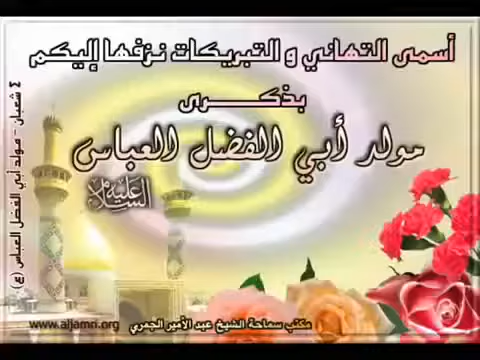 أسمى التهاني و التبريكات نزفها إليكم
بذكرى
مولد أبي الفضل العباس
عليه السلام
٤ شعبان - مولد أبي الفضل العباس (ع)
مكتب سماحة الشيخ عبد الأمير الجمري
www.aljamri.org